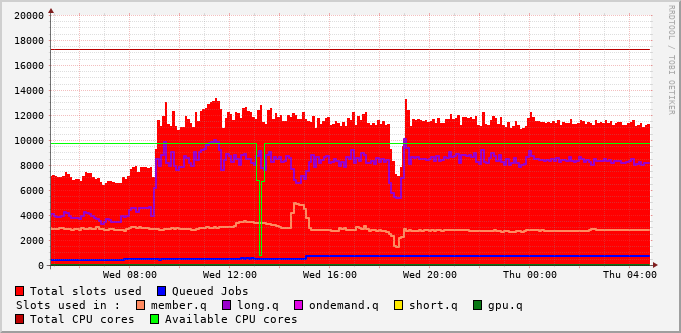 20000
18000
16000
14000
12000
10000
8000
6000
4000
2000
0
Wed 08:00 Wed 12:00 Wed 16:00 Wed 20:00 Thu 00:00 Thu 04:00
RRDTOOL / TOBI OETIKER
Total slots used Queued Jobs
Slots used in : member.q long.q ondemand.q short.q gpu.q
Total CPU cores Available CPU cores